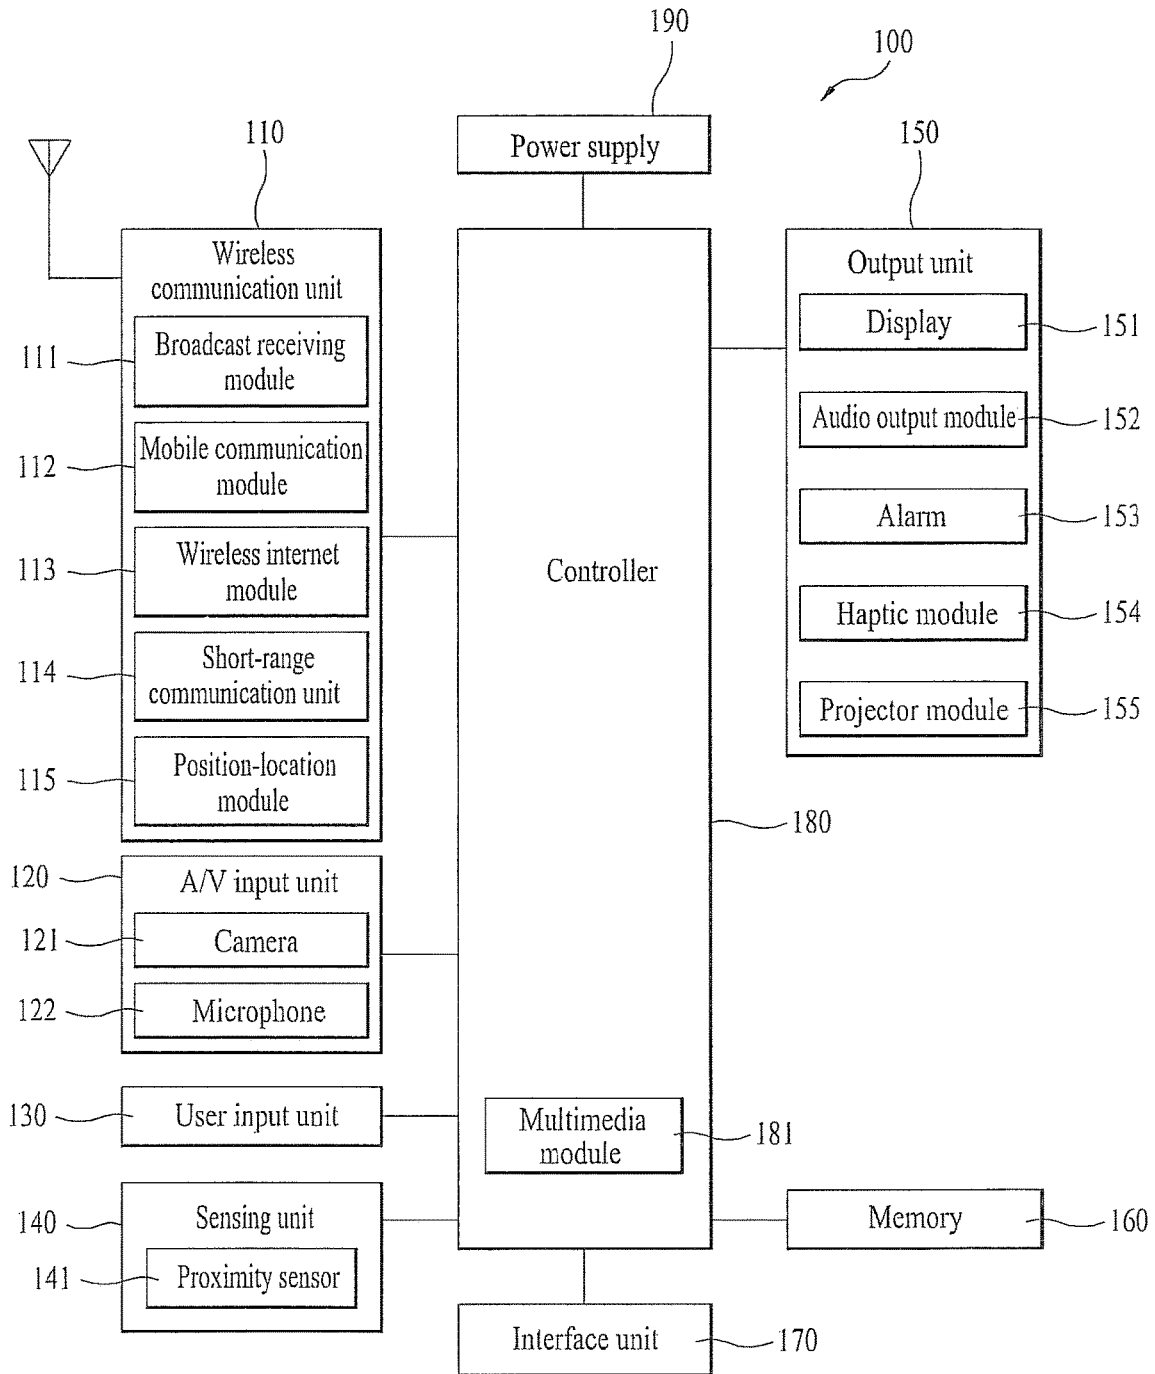 190
100
110
Power supply
150
Wireless
communication unit
Output unit
111
Broadcast receiving
module
Display
151
112
Mobile communication
module
Audio output module
152
113
Wireless internet
module
Controller
Alarm
153
114
Short-range
communication unit
Haptic module
154
115
Position-location
module
Projector module
155
180
120
A/V input unit
121
Camera
122
Microphone
130
User input unit
Multimedia
module
181
140
Sensing unit
141
Proximity sensor
Memory
160
Interface unit
170